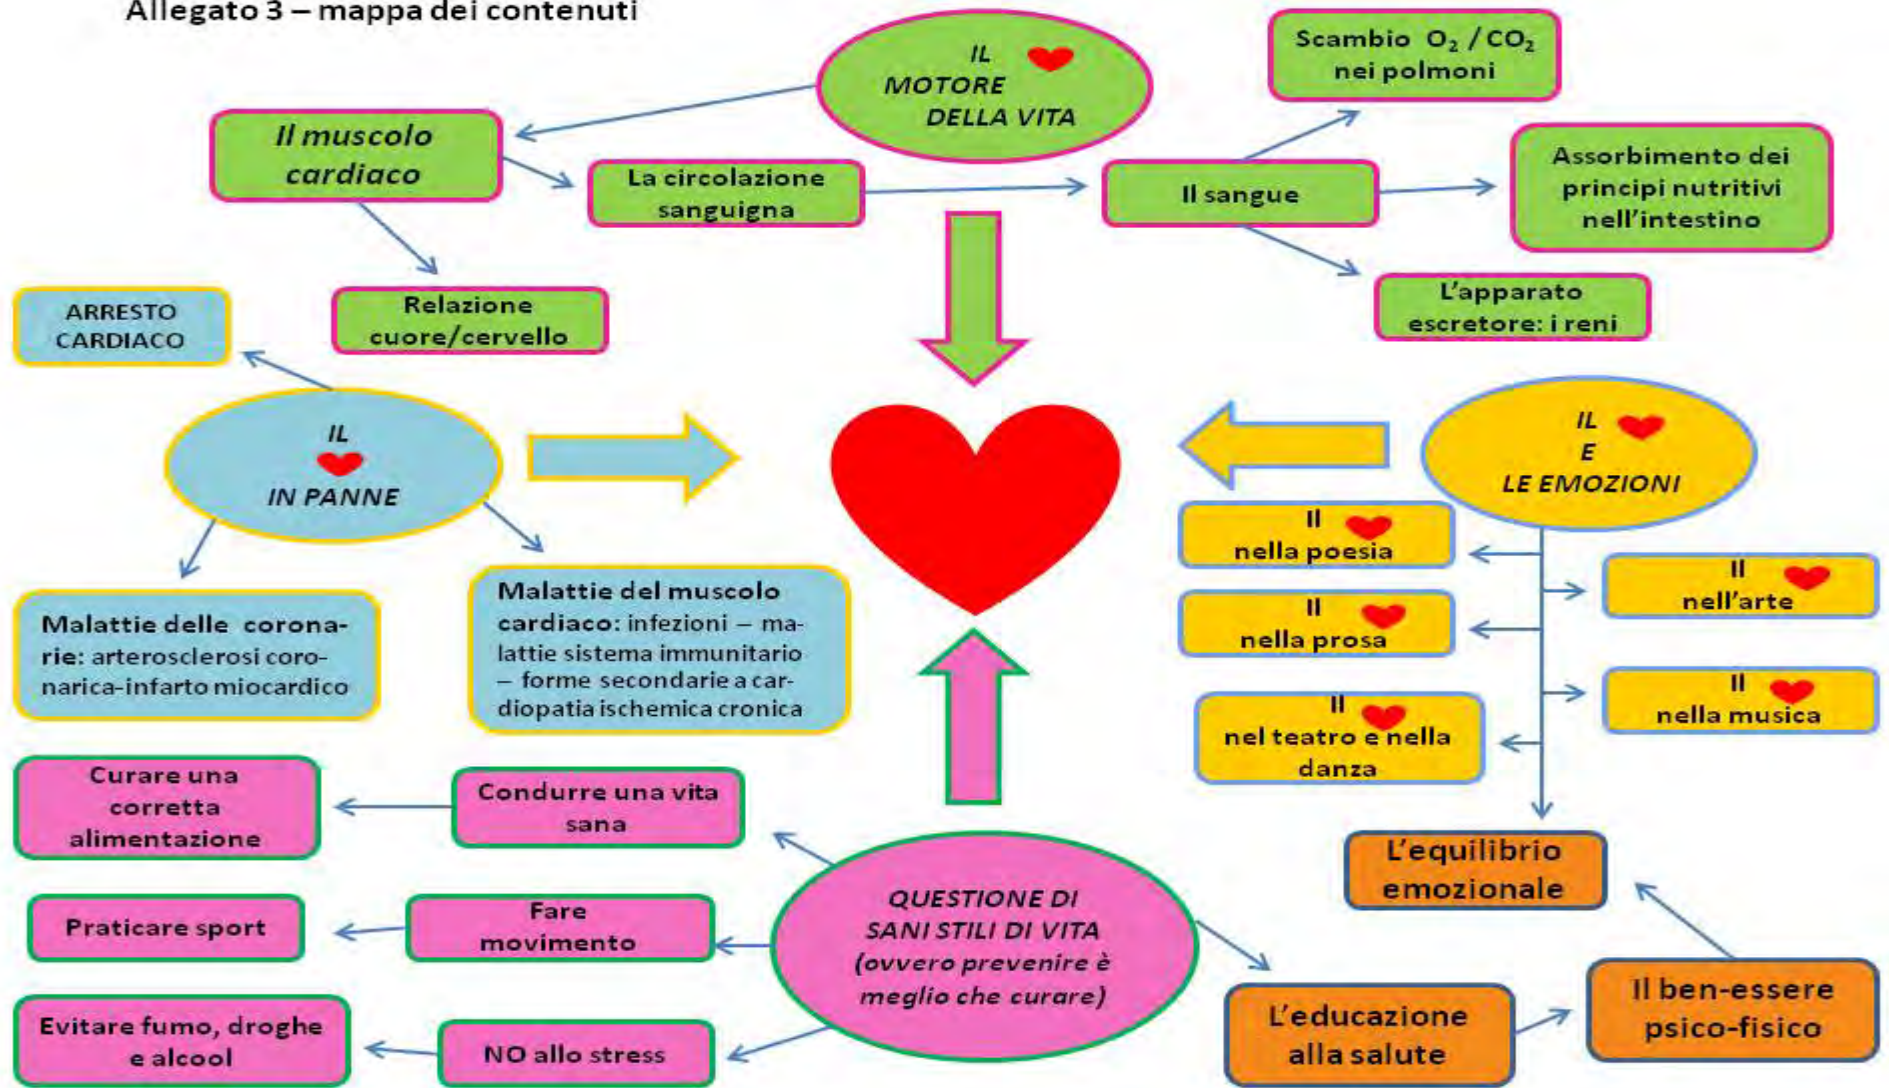 Allegato 3 – mappa dei contenuti
IL
MOTORE
DELLA VITA
Scambio O₂ / CO₂
nei polmoni
Il muscolo
cardiaco
La circolazione
sanguigna
Il sangue
Assorbimento dei
principi nutritivi
nell'intestino
Relazione
cuore/cervello
L'apparato
escretore: i reni
ARRESTO
CARDIACO
IL
IN PANNE
IL
E
LE EMOZIONI
Malattie delle corona-
rie: arterosclerosi coro-
narica-infarto miocardico
Malattie del muscolo
cardiaco: infezioni – ma-
lattie sistema immunitario
– forme secondarie a car-
diopatia ischemica cronica
Il
nella poesia
Il
nell'arte
Il
nella prosa
Il
nella musica
Il
nel teatro e nella
danza
Curare una
corretta
alimentazione
Condurre una vita
sana
Praticare sport
Fare
movimento
Evitare fumo, droghe
e alcool
NO allo stress
QUESTIONE DI
SANI STILI DI VITA
(ovvero prevenire è
meglio che curare)
L'equilibrio
emozionale
L'educazione
alla salute
Il ben-essere
psico-fisico